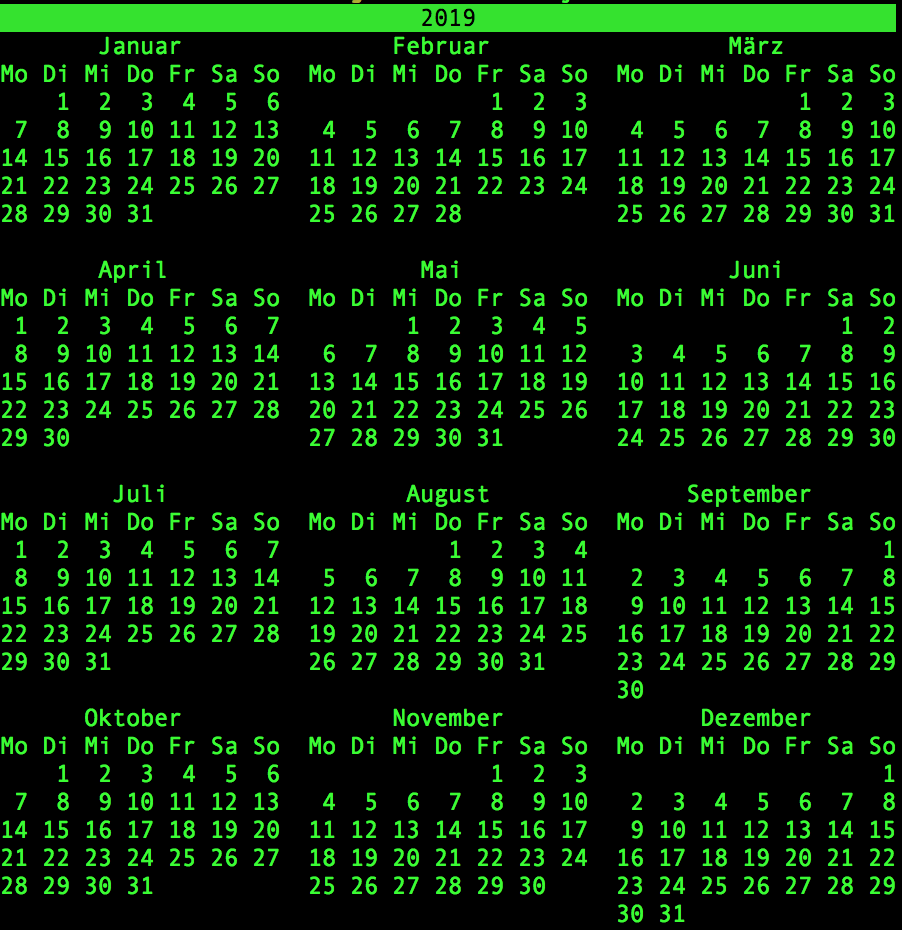 2019
Januar Februar März
Mo Di Mi Do Fr Sa So Mo Di Mi Do Fr Sa So Mo Di Mi Do Fr Sa So
1 2 3 4 5 6 1 2 3 1 2 3
7 8 9 10 11 12 13 4 5 6 7 8 9 10 4 5 6 7 8 9 10
14 15 16 17 18 19 20 11 12 13 14 15 16 17 11 12 13 14 15 16 17
21 22 23 24 25 26 27 18 19 20 21 22 23 24 18 19 20 21 22 23 24
28 29 30 31 25 26 27 28 25 26 27 28 29 30 31
April Mai Juni
Mo Di Mi Do Fr Sa So Mo Di Mi Do Fr Sa So Mo Di Mi Do Fr Sa So
1 2 3 4 5 6 7 1 2 3 4 5 1 2
8 9 10 11 12 13 14 6 7 8 9 10 11 12 3 4 5 6 7 8 9
15 16 17 18 19 20 21 13 14 15 16 17 18 19 10 11 12 13 14 15 16
22 23 24 25 26 27 28 20 21 22 23 24 25 26 17 18 19 20 21 22 23
29 30 27 28 29 30 31 24 25 26 27 28 29 30
Juli August September
Mo Di Mi Do Fr Sa So Mo Di Mi Do Fr Sa So Mo Di Mi Do Fr Sa So
1 2 3 4 5 6 7 1 2 3 4 1
8 9 10 11 12 13 14 5 6 7 8 9 10 11 2 3 4 5 6 7 8
15 16 17 18 19 20 21 12 13 14 15 16 17 18 9 10 11 12 13 14 15
22 23 24 25 26 27 28 19 20 21 22 23 24 25 16 17 18 19 20 21 22
29 30 31 26 27 28 29 30 31 23 24 25 26 27 28 29
30
Oktober November Dezember
Mo Di Mi Do Fr Sa So Mo Di Mi Do Fr Sa So Mo Di Mi Do Fr Sa So
1 2 3 4 5 6 1 2 3 1
7 8 9 10 11 12 13 4 5 6 7 8 9 10 2 3 4 5 6 7 8
14 15 16 17 18 19 20 11 12 13 14 15 16 17 9 10 11 12 13 14 15
21 22 23 24 25 26 27 18 19 20 21 22 23 24 16 17 18 19 20 21 22
28 29 30 31 25 26 27 28 29 30 23 24 25 26 27 28 29
30 31